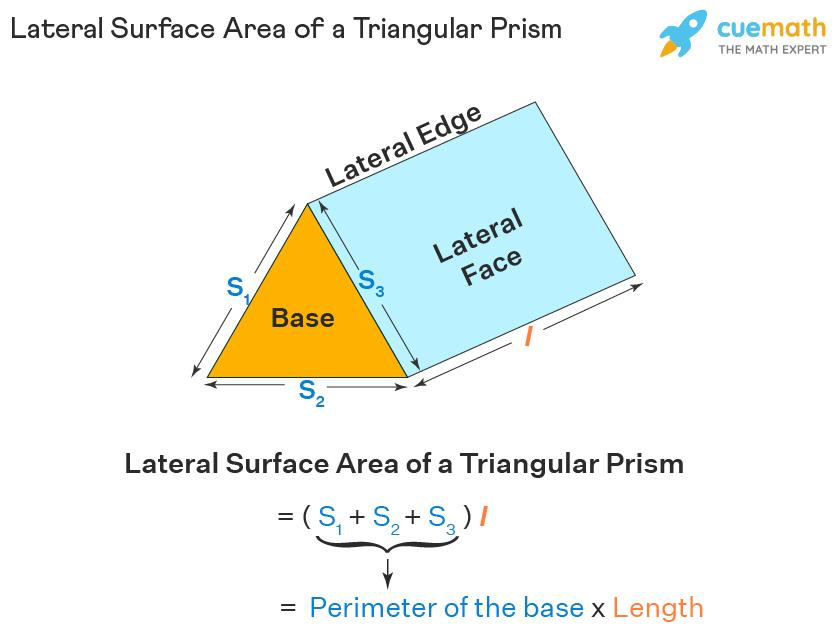 Lateral Surface Area of a Triangular Prism
cuemath
THE MATH EXPERT
Lateral Edge
Lateral
Face
S₁
S₃
Base
l
S₂
Lateral Surface Area of a Triangular Prism
= ( S₁ + S₂ + S₃ ) l
= Perimeter of the base x Length